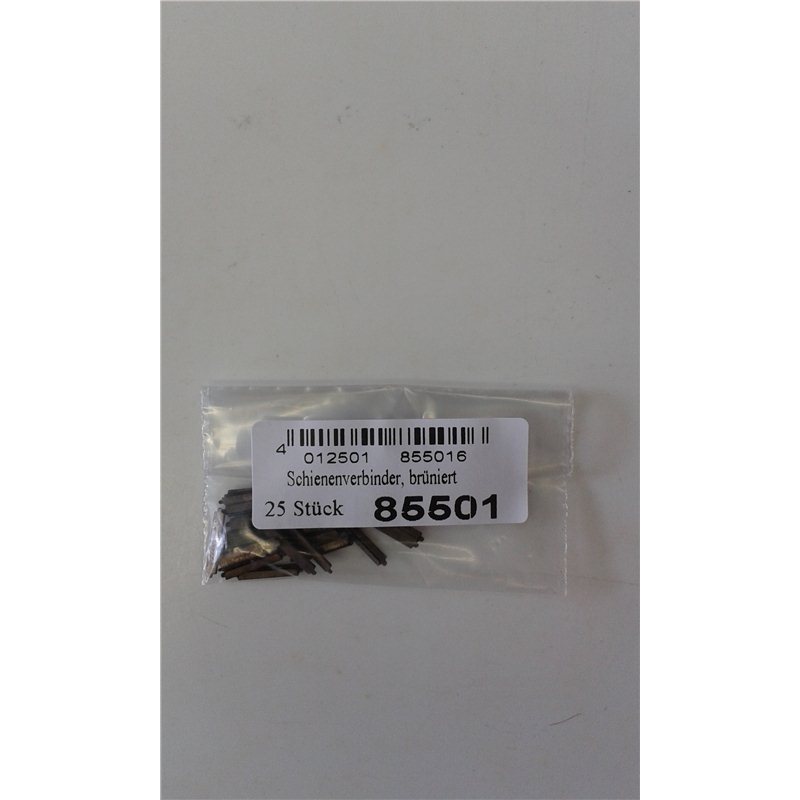 4 012501 855016
Schienenverbinder, brüniert
25 Stück 85501